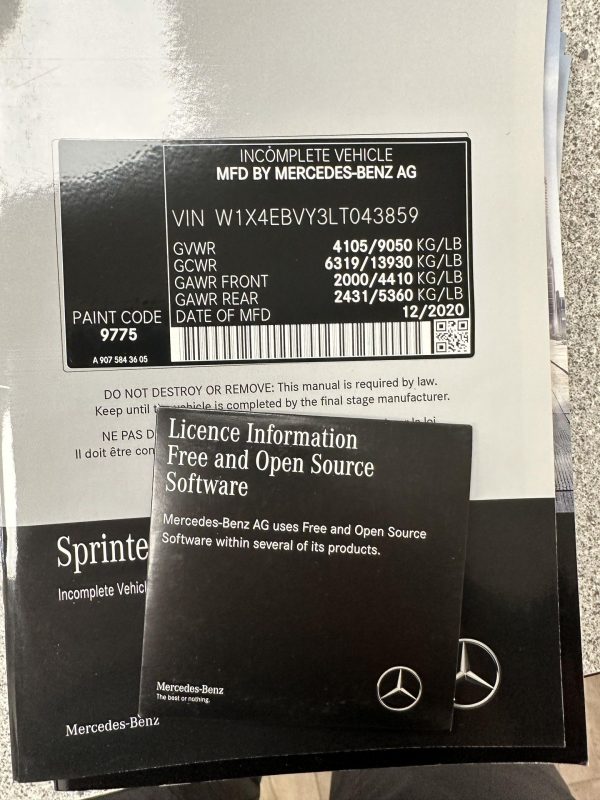 INCOMPLETE VEHICLE
MFD BY MERCEDES-BENZ AG
VIN W1X4EBVY3LT043859
GVWR 4105/9050 KG/LB
GCWR 6319/13930 KG/LB
GAWR FRONT 2000/4410 KG/LB
GAWR REAR 2431/5360 KG/LB
DATE OF MFD 12/2020
PAINT CODE
9775
A 907 584 36 05
DO NOT DESTROY OR REMOVE: This manual is required by law.
Keep until the vehicle is completed by the final stage manufacturer.
NE PAS D
la loi
Il doit être con
Licence Information
Free and Open Source
Software
Mercedes-Benz AG uses Free and Open Source
Software within several of its products.
Mercedes-Benz
The best or nothing.
Sprinte
Incomplete Vehicl
Mercedes-Benz